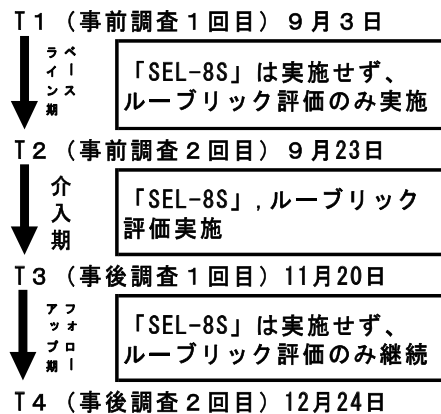 T1（事前調査1回目）9月3日
ベースライン期
「SEL-8S」は実施せず、
ルーブリック評価のみ実施
T2（事前調査2回目）9月23日
介入期
「SEL-8S」,ルーブリック
評価実施
T3（事後調査1回目）11月20日
フォローアップ期
「SEL-8S」は実施せず、
ルーブリック評価のみ継続
T4（事後調査2回目）12月24日